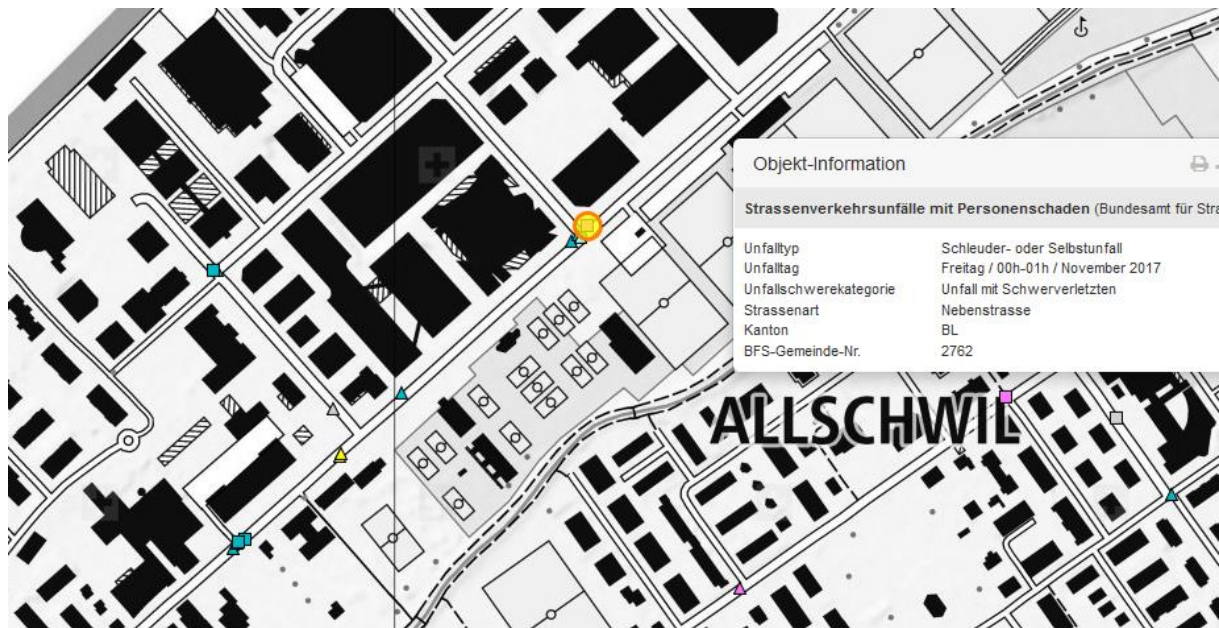 Objekt-Information
Strassenverkehrsunfälle mit Personenschaden (Bundesamt für Stra
Unfalltyp Schleuder- oder Selbstunfall
Unfalltag Freitag / 00h-01h / November 2017
Unfallschwerekategorie Unfall mit Schwerverletzten
Strassenart Nebenstrasse
Kanton BL
BFS-Gemeinde-Nr. 2762
ALLSCHWIL